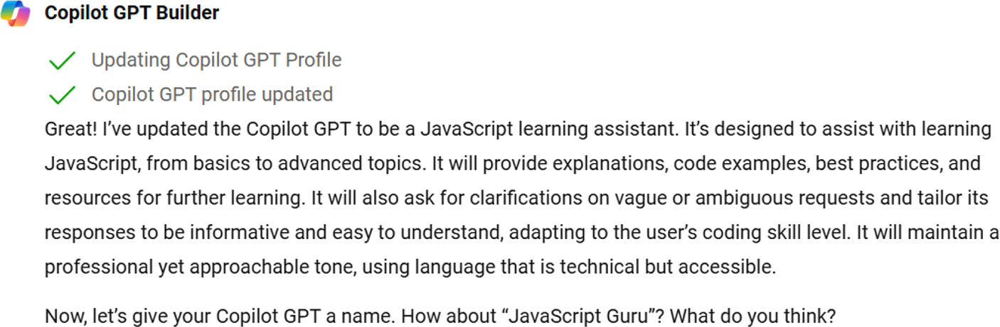 Copilot GPT Builder
Updating Copilot GPT Profile
Copilot GPT profile updated
Great! I’ve updated the Copilot GPT to be a JavaScript learning assistant. It’s designed to assist with learning
JavaScript, from basics to advanced topics. It will provide explanations, code examples, best practices, and
resources for further learning. It will also ask for clarifications on vague or ambiguous requests and tailor its
responses to be informative and easy to understand, adapting to the user’s coding skill level. It will maintain a
professional yet approachable tone, using language that is technical but accessible.
Now, let’s give your Copilot GPT a name. How about “JavaScript Guru”? What do you think?